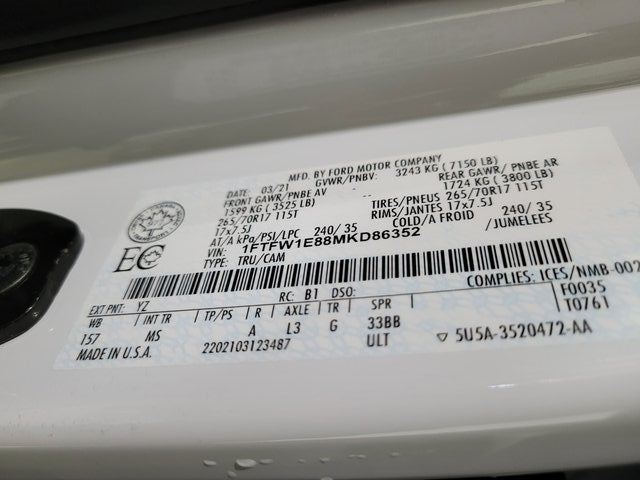 MFD. BY FORD MOTOR COMPANY
DATE: 03/21 GVWR/PNBV: 3243 KG ( 7150 LB)
FRONT GAWR/PNBE AV REAR GAWR/ PNBE AR
1599 KG ( 3525 LB) 1724 KG ( 3800 LB)
265/70R17 115T TIRES/PNEUS 265/70R17 115T
17x7.5J RIMS/JANTES 17x7.5J
AT/A kPa/PSI/LPC 240/ 35 COLD/A FROID 240/ 35
VIN: 1FTFW1E88MKD86352 /JUMELEES
TYPE: TRU/CAM
EC
COMPLIES: ICES/NMB-002
EXT PNT: YZ RC: B1 DSO: F0035
WB INT TR TP/PS R AXLE TR SPR T0761
157 MS A L3 G 33BB
MADE IN U.S.A. 2202103123487 ULT ▽ 5U5A-3520472-AA